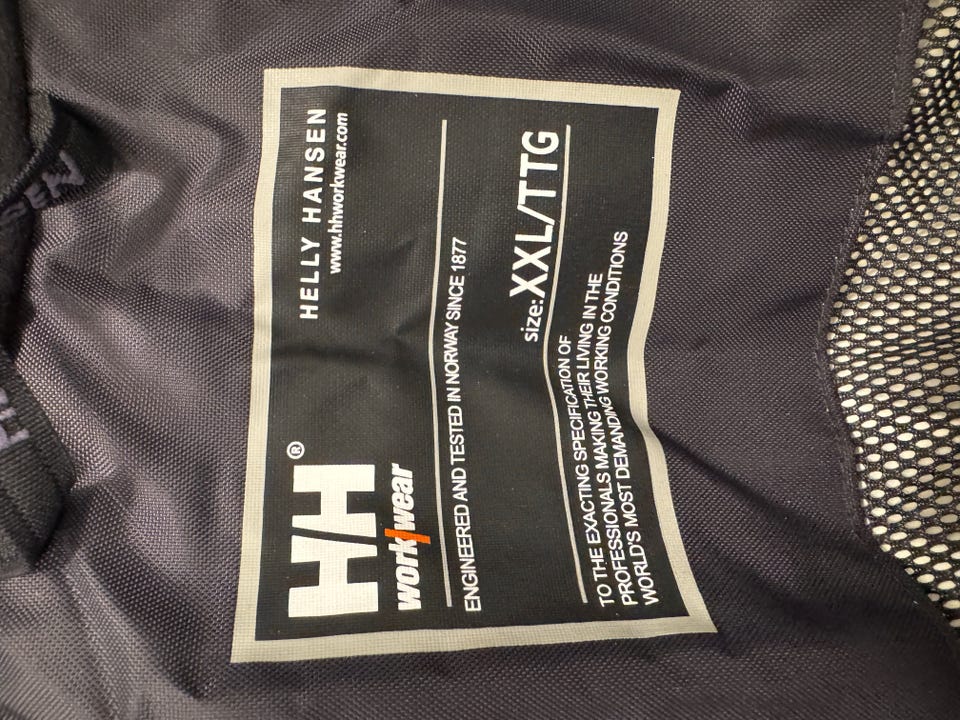 HH®
work/wear
HELLY HANSEN
www.hhworkwear.com
ENGINEERED AND TESTED IN NORWAY SINCE 1877
size:XXL/TTG
TO THE EXACTING SPECIFICATION OF
PROFESSIONALS MAKING THEIR LIVING IN THE
WORLD'S MOST DEMANDING WORKING CONDITIONS